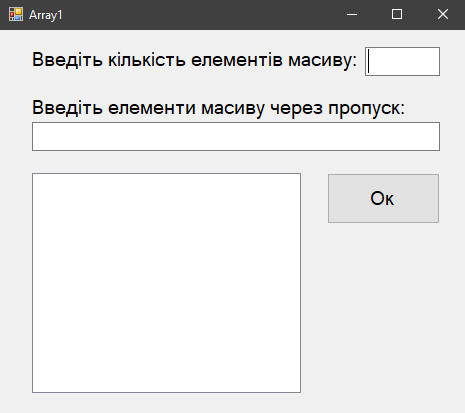 Array1
Введіть кількість елементів масиву:
Введіть елементи масиву через пропуск:
Ок